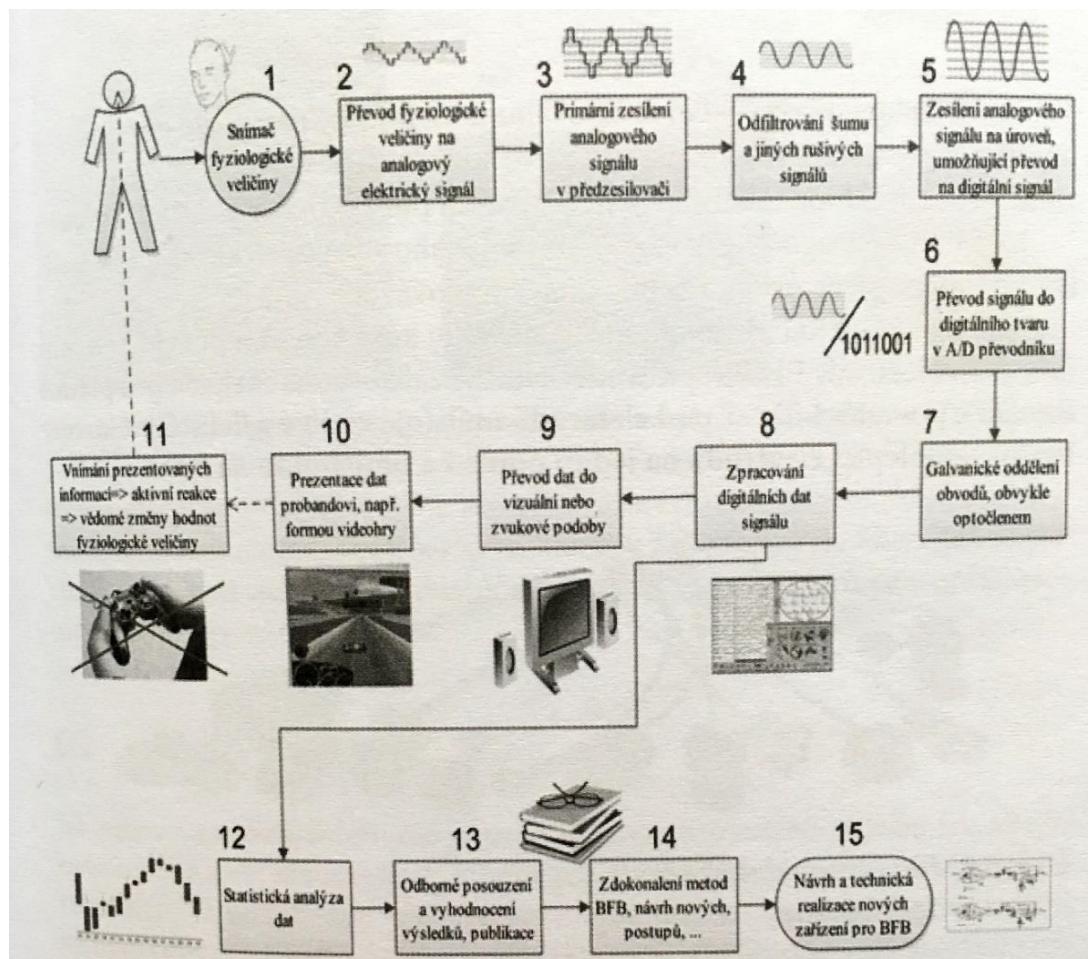 1
Snímač
fyziologické
veličiny
2
Převod fyziologické
veličiny na
analogový
elektrický signál
3
Primární zesílení
analogového
signálu
v předzesilovači
4
Odfiltrování šumu
a jiných rušivých
signálů
5
Zesílení analogového
signálu na úroveň,
umožňující převod
na digitální signál
6
Převod signálu do
digitálního tvaru
v A/D převodníku
1011001
7
Galvanické oddělení
obvodů, obvykle
optočlenem
8
Zpracování
digitálních dat
signálu
9
Převod dat do
vizuální nebo
zvukové podoby
10
Prezentace dat
probandovi, např.
formou videohry
11
Vnímání prezentovaných
informací=> aktivní reakce
=> vědomé změny hodnot
fyziologické veličiny
12
Statistická analýza
dat
13
Odborné posouzení
a vyhodnocení
výsledků, publikace
14
Zdokonalení metod
BFB, návrh nových,
postupů, ...
15
Návrh a technická
realizace nových
zařízení pro BFB